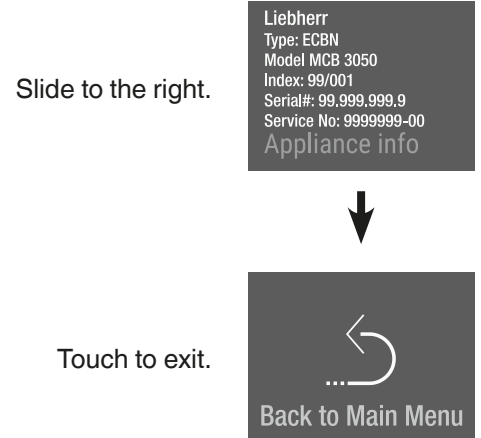 Liebherr
Type: ECBN
Model MCB 3050
Index: 99/001
Serial#: 99.999.999.9
Service No: 9999999-00
Appliance info
Slide to the right.
Touch to exit.
Back to Main Menu